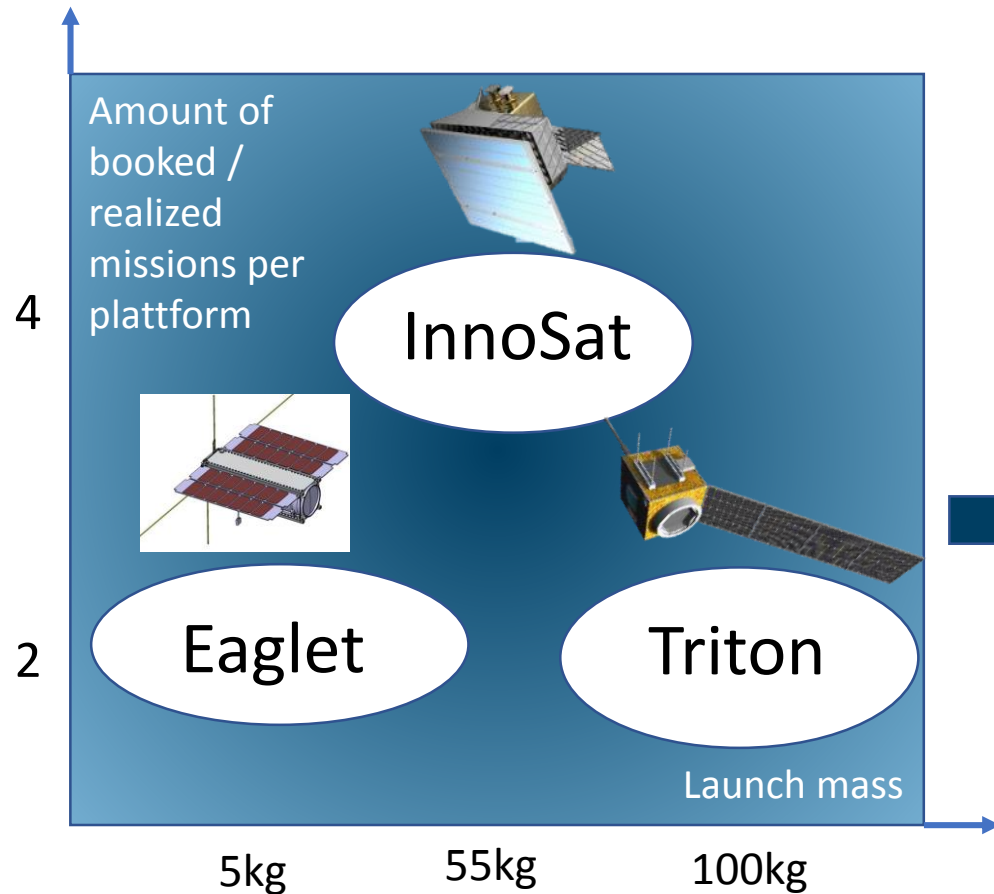 Amount of
booked /
realized
missions per
plattform
4
InnoSat
2
Eaglet
Triton
Launch mass
5kg
55kg
100kg